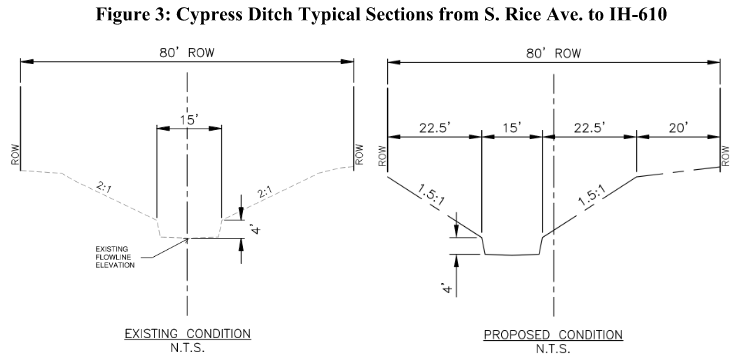 Figure 3: Cypress Ditch Typical Sections from S. Rice Ave. to IH-610
80' ROW
15'
ROW
ROW
2:1
2:1
4'
EXISTING
FLOWLINE
ELEVATION
EXISTING CONDITION
N.T.S.
80' ROW
22.5'
15'
22.5'
20'
ROW
ROW
1.5:1
1.5:1
4'
PROPOSED CONDITION
N.T.S.